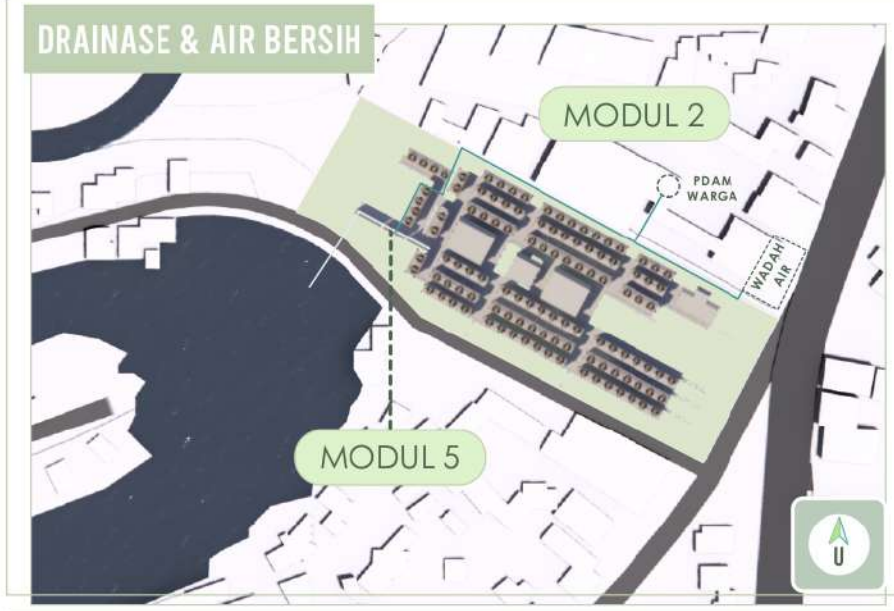 DRAINASE & AIR BERSIH
MODUL 2
PDAM
WARGA
WADAH
AIR
MODUL 5
U